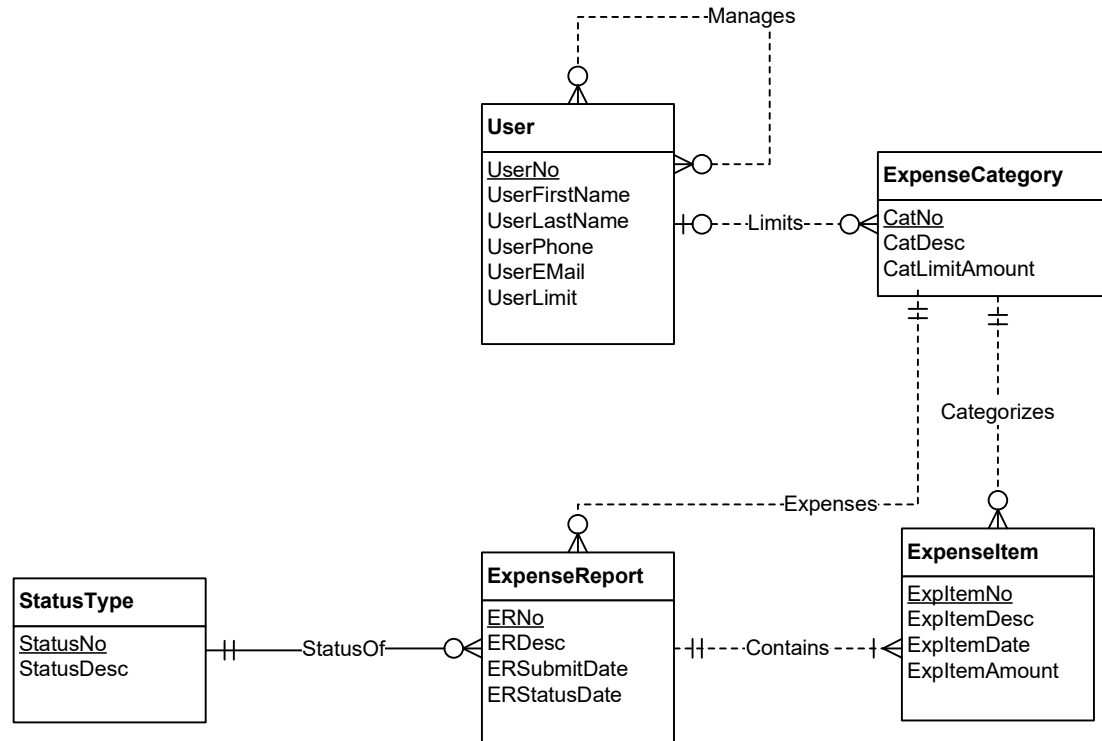 Manages
User
UserNo
UserFirstName
UserLastName
UserPhone
UserEMail
UserLimit
Limits
ExpenseCategory
CatNo
CatDesc
CatLimitAmount
Categorizes
Expenses
StatusType
StatusNo
StatusDesc
StatusOf
ExpenseReport
ERNo
ERDesc
ERSubmitDate
ERStatusDate
Contains
ExpenseItem
ExpItemNo
ExpItemDesc
ExpItemDate
ExpItemAmount